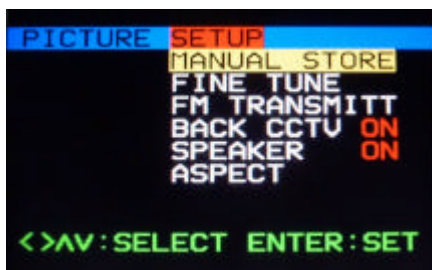 PICTURE SETUP
MANUAL STORE
FINE TUNE
FM TRANSMITT
BACK CCTV ON
SPEAKER ON
ASPECT
<>ΛV:SELECT ENTER:SET